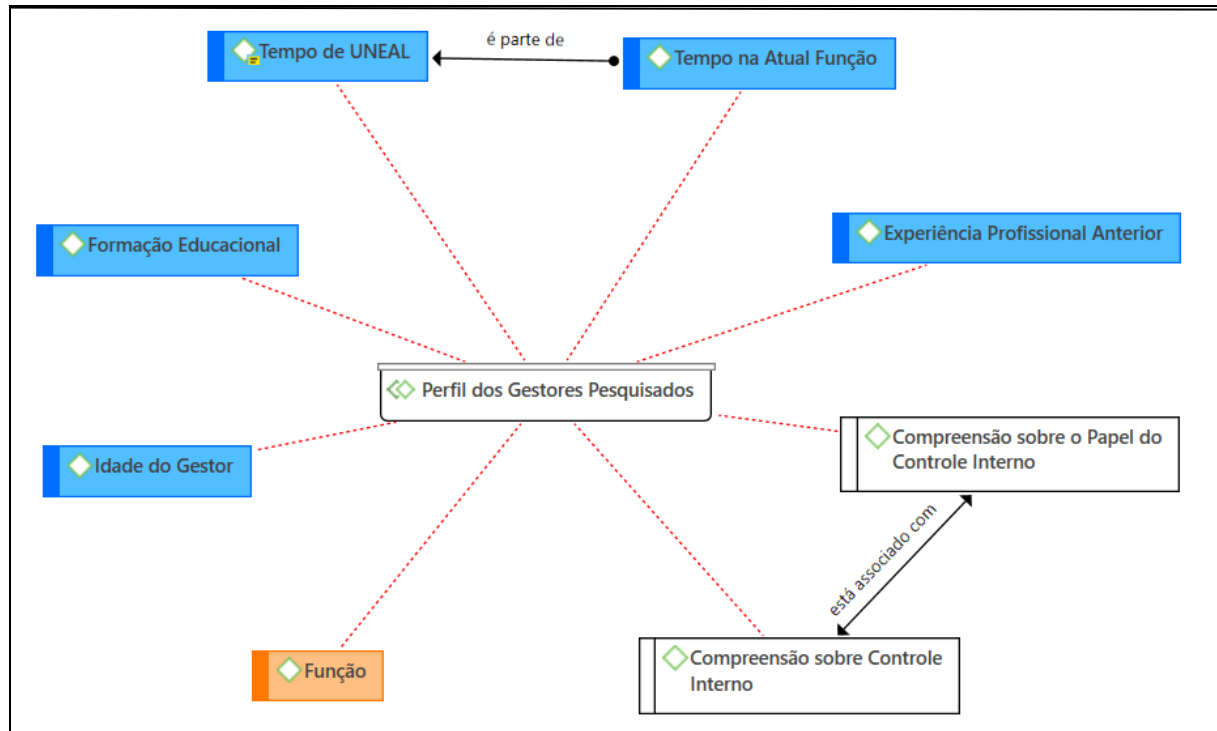 é parte de
Tempo de UNEAL
Tempo na Atual Função
Formação Educacional
Experiência Profissional Anterior
Perfil dos Gestores Pesquisados
Compreensão sobre o Papel do
Controle Interno
Idade do Gestor
está associado com
Função
Compreensão sobre Controle
Interno